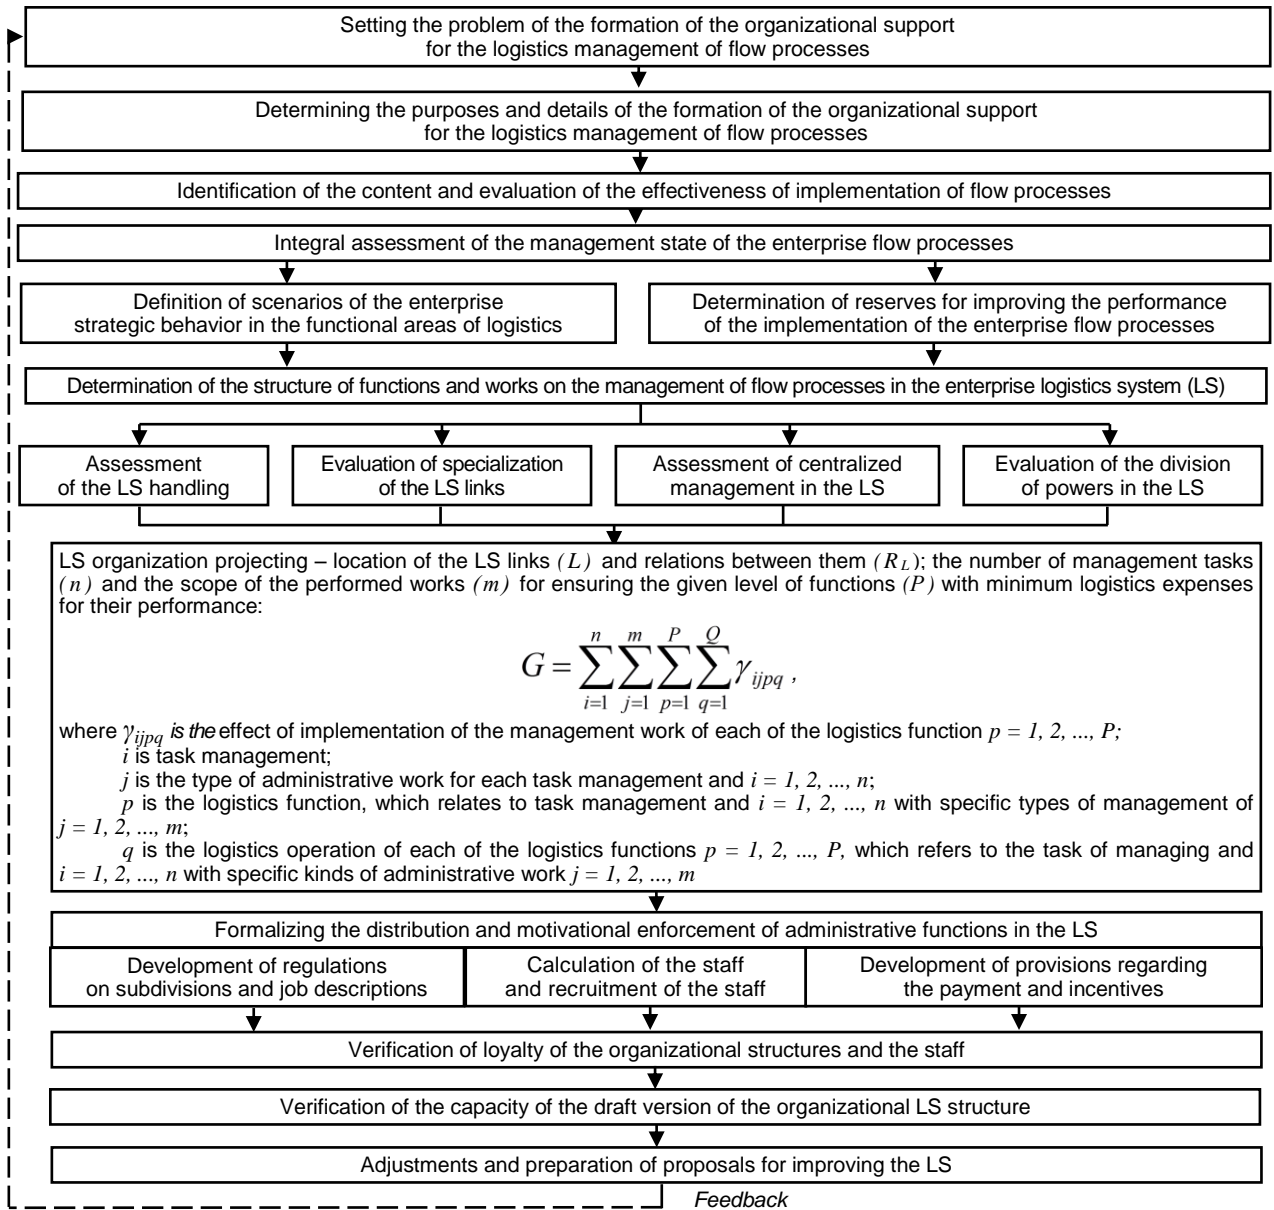 Setting the problem of the formation of the organizational support
for the logistics management of flow processes
Determining the purposes and details of the formation of the organizational support
for the logistics management of flow processes
Identification of the content and evaluation of the effectiveness of implementation of flow processes
Integral assessment of the management state of the enterprise flow processes
Definition of scenarios of the enterprise
strategic behavior in the functional areas of logistics
Determination of reserves for improving the performance
of the implementation of the enterprise flow processes
Determination of the structure of functions and works on the management of flow processes in the enterprise logistics system (LS)
Assessment
of the LS handling
Evaluation of specialization
of the LS links
Assessment of centralized
management in the LS
Evaluation of the division
of powers in the LS
LS organization projecting – location of the LS links (L) and relations between them (R_L); the number of management tasks
(n) and the scope of the performed works (m) for ensuring the given level of functions (P) with minimum logistics expenses
for their performance:
G = \sum_{i=1}^{n} \sum_{j=1}^{m} \sum_{p=1}^{P} \sum_{q=1}^{Q} γ_{ijpq} ,
where γ_{ijpq} is the effect of implementation of the management work of each of the logistics function p = 1, 2, ..., P;
i is task management;
j is the type of administrative work for each task management and i = 1, 2, ..., n;
p is the logistics function, which relates to task management and i = 1, 2, ..., n with specific types of management of
j = 1, 2, ..., m;
q is the logistics operation of each of the logistics functions p = 1, 2, ..., P, which refers to the task of managing and
i = 1, 2, ..., n with specific kinds of administrative work j = 1, 2, ..., m
Formalizing the distribution and motivational enforcement of administrative functions in the LS
Development of regulations
on subdivisions and job descriptions
Calculation of the staff
and recruitment of the staff
Development of provisions regarding
the payment and incentives
Verification of loyalty of the organizational structures and the staff
Verification of the capacity of the draft version of the organizational LS structure
Adjustments and preparation of proposals for improving the LS
Feedback